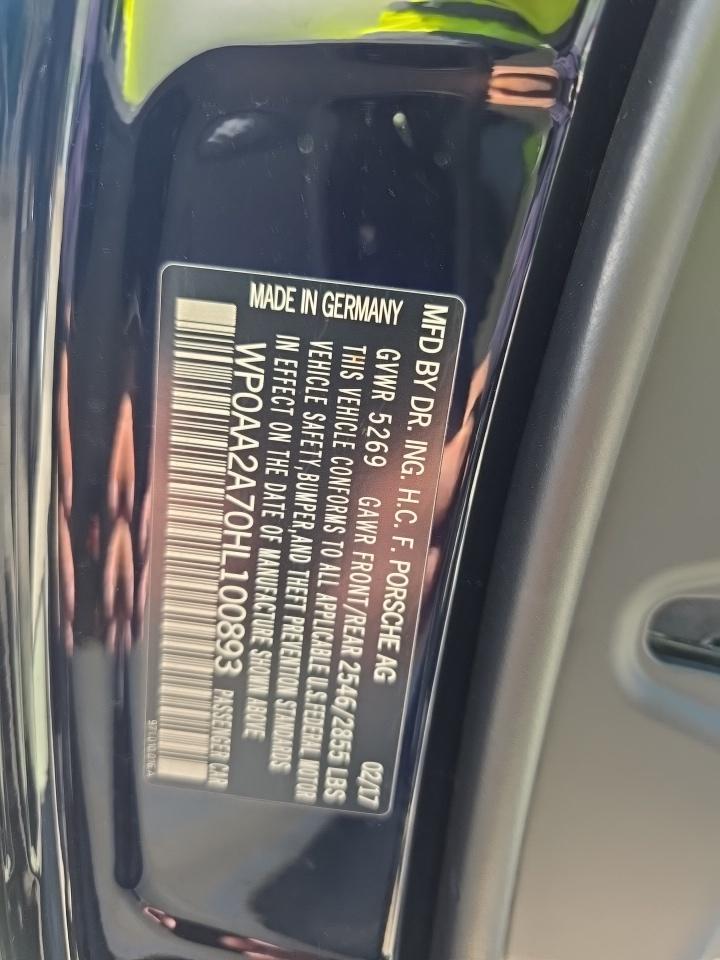 MFD BY DR. ING. H.C. F. PORSCHE AG 02/17
GVWR 5269 GAWR FRONT/REAR 2546/2855 LBS
THIS VEHICLE CONFORMS TO ALL APPLICABLE U.S.FEDERAL MOTOR
VEHICLE SAFETY,BUMPER,AND THEFT PREVENTION STANDARDS
IN EFFECT ON THE DATE OF MANUFACTURE SHOWN ABOVE
MADE IN GERMANY
WP0AA2A70HL100893 PASSENGER CAR